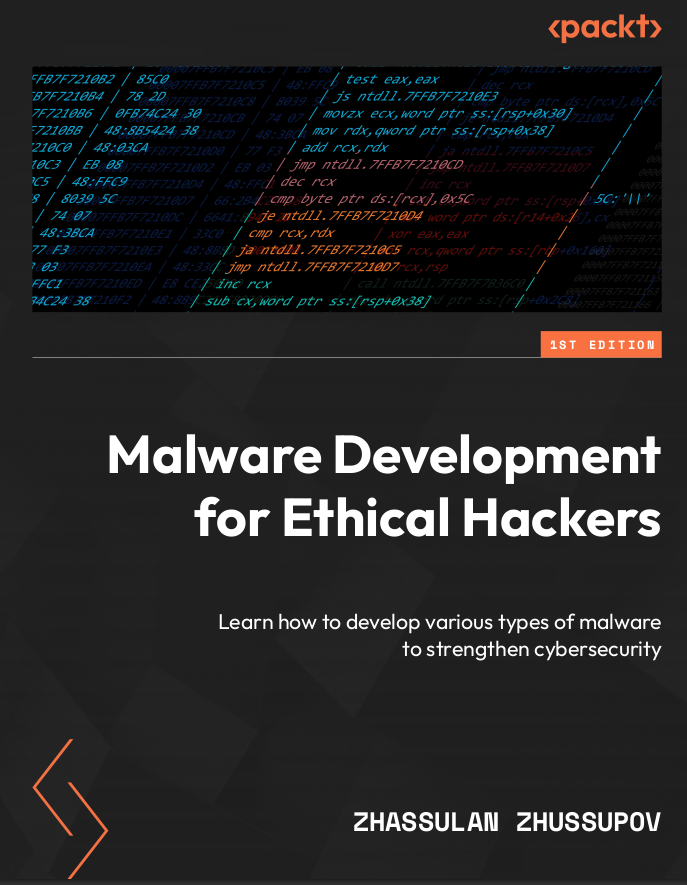 <packt>
7FFB7F7210B2 | 85C0 | test eax,eax
7FFB7F7210B4 | 78 2D | js ntdll.7FFB7F7210E3
7F7210B6 | 0FB74C24 30 | movzx ecx,word ptr ss:[rsp+0x30]
7210BB | 48:8B5424 38 | mov rdx,qword ptr ss:[rsp+0x38]
7210C0 | 48:03CA | add rcx,rdx
10C3 | EB 08 | jmp ntdll.7FFB7F7210CD
0C5 | 48:FFC9 | dec rcx
8 | 8039 5C | cmp byte ptr ds:[rcx],0x5C | 5C:'\\'
| 74 07 | je ntdll.7FFB7F7210D4
48:3BCA | cmp rcx,rdx
77 F3 | ja ntdll.7FFB7F7210C5
03 | jmp ntdll.7FFB7F7210D7
FFC1 | inc rcx
34C24 38 | sub cx,word ptr ss:[rsp+0x38]
1ST EDITION
Malware Development
for Ethical Hackers
Learn how to develop various types of malware
to strengthen cybersecurity
ZHASSULAN ZHUSSUPOV